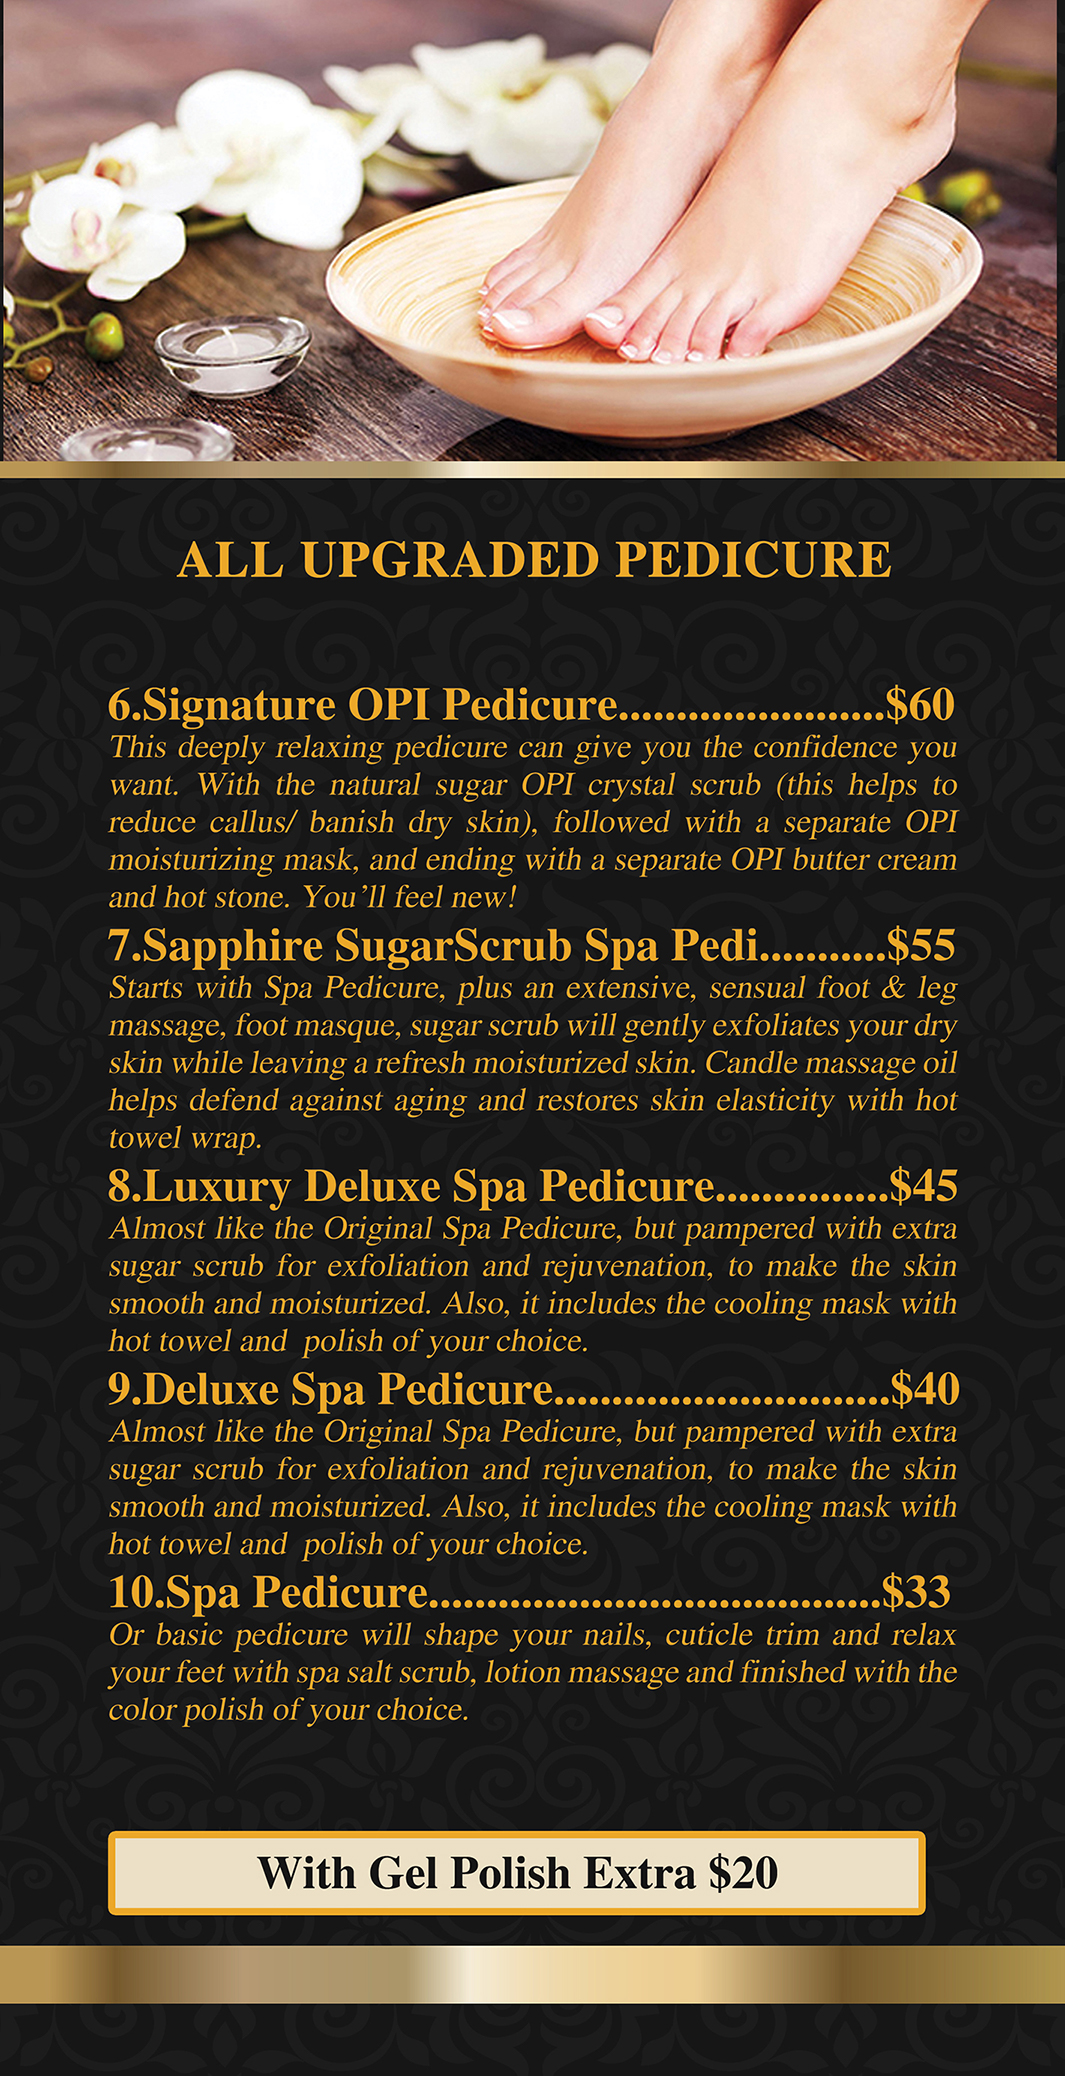 ALL UPGRADED PEDICURE
6.Signature OPI Pedicure.......................$60
This deeply relaxing pedicure can give you the confidence you
want. With the natural sugar OPI crystal scrub (this helps to
reduce callus/ banish dry skin), followed with a separate OPI
moisturizing mask, and ending with a separate OPI butter cream
and hot stone. You’ll feel new!
7.Sapphire SugarScrub Spa Pedi...........$55
Starts with Spa Pedicure, plus an extensive, sensual foot & leg
massage, foot masque, sugar scrub will gently exfoliates your dry
skin while leaving a refresh moisturized skin. Candle massage oil
helps defend against aging and restores skin elasticity with hot
towel wrap.
8.Luxury Deluxe Spa Pedicure...............$45
Almost like the Original Spa Pedicure, but pampered with extra
sugar scrub for exfoliation and rejuvenation, to make the skin
smooth and moisturized. Also, it includes the cooling mask with
hot towel and  polish of your choice.
9.Deluxe Spa Pedicure.............................$40
Almost like the Original Spa Pedicure, but pampered with extra
sugar scrub for exfoliation and rejuvenation, to make the skin
smooth and moisturized. Also, it includes the cooling mask with
hot towel and  polish of your choice.
10.Spa Pedicure.......................................$33
Or basic pedicure will shape your nails, cuticle trim and relax
your feet with spa salt scrub, lotion massage and finished with the
color polish of your choice.
With Gel Polish Extra $20